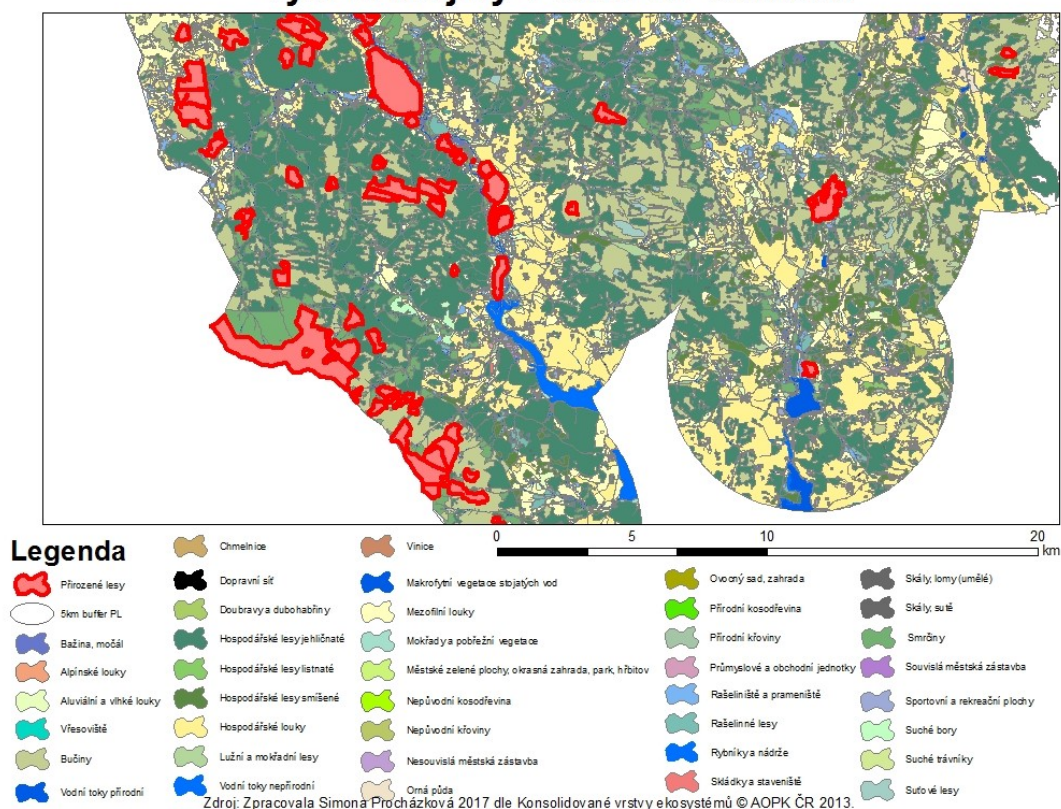 0 5 10 20
km
Legenda
Přirozené lesy
5km buffer PL
Bažina, močál
Alpínské louky
Aluviální a vlhké louky
Vřesoviště
Bučiny
Vodní toky přírodní
Chmelnice
Dopravní síť
Doubravy a dubohabřiny
Hospodářské lesy jehličnaté
Hospodářské lesy listnaté
Hospodářské lesy smíšené
Hospodářské louky
Lužní a mokřadní lesy
Vodní toky nepřírodní
Vinice
Makrofytní vegetace stojatých vod
Mezofilní louky
Mokřady a pobřežní vegetace
Městské zelené plochy, okrasná zahrada, park, hřbitov
Nepůvodní kosodřevina
Nepůvodní křoviny
Nesouvislá městská zástavba
Orná půda
Ovocný sad, zahrada
Přírodní kosodřevina
Přírodní křoviny
Průmyslové a obchodní jednotky
Rašeliniště a prameniště
Rašelinné lesy
Rybníky a nádrže
Skládky a staveniště
Skály, lomy (umělé)
Skály, sutě
Smrčiny
Souvislá městská zástavba
Sportovní a rekreační plochy
Suché bory
Suché trávníky
Suťové lesy
Zdroj: Zpracovala Simona Procházková 2017 dle Konsolidované vrstvy ekosystémů © AOPK ČR 2013.